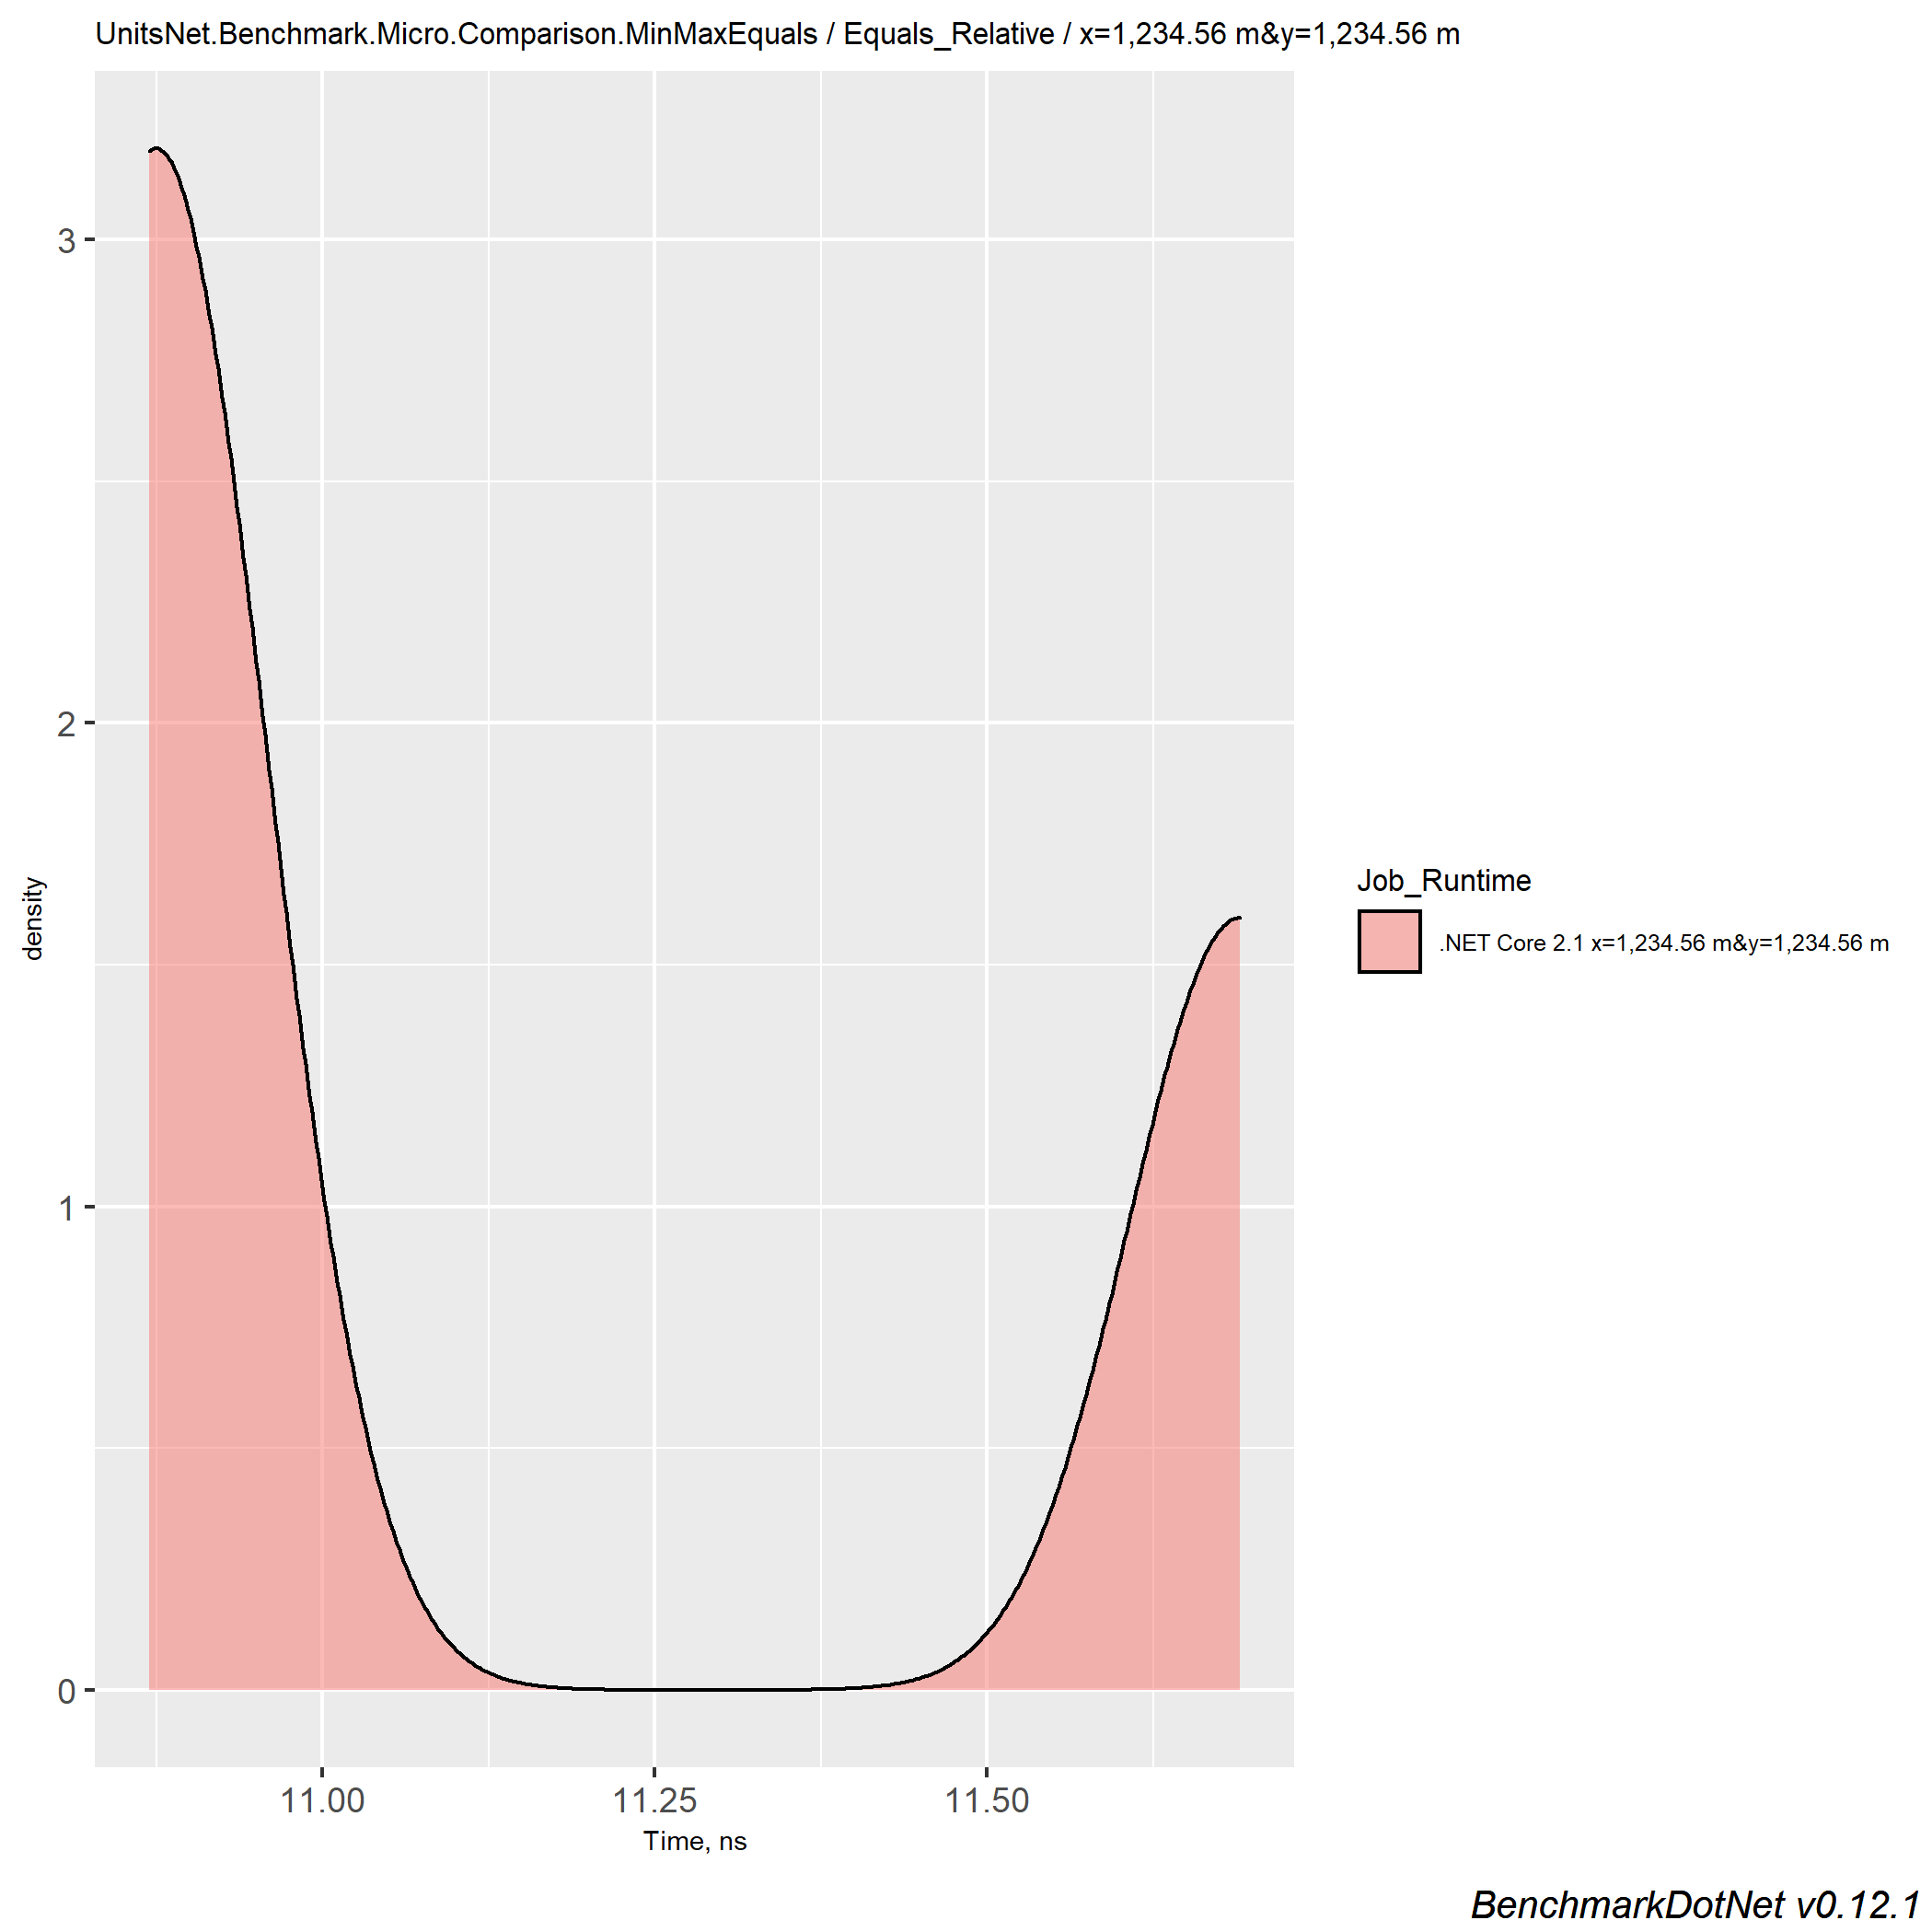 UnitsNet.Benchmark.Micro.Comparison.MinMaxEquals / Equals_Relative / x=1,234.56 m&y=1,234.56 m
3
2
1
0
density
11.00
11.25
11.50
Time, ns
Job_Runtime
.NET Core 2.1 x=1,234.56 m&y=1,234.56 m
BenchmarkDotNet v0.12.1